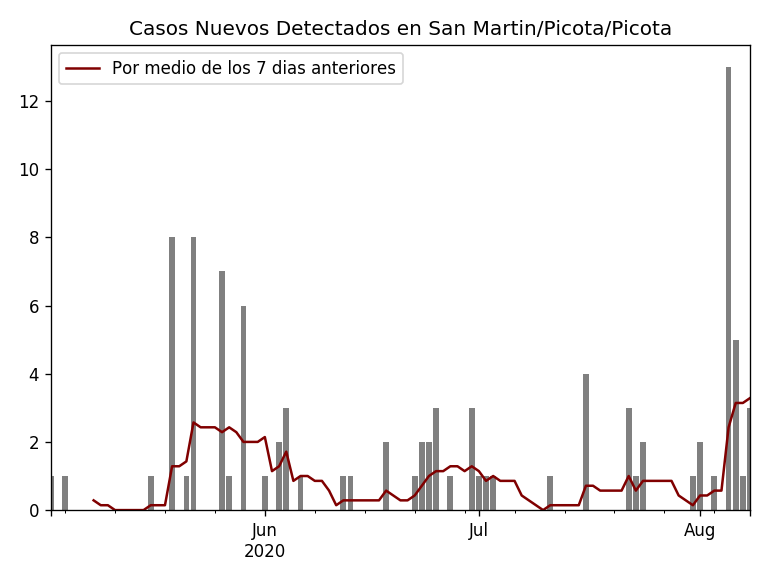 Casos Nuevos Detectados en San Martin/Picota/Picota
Por medio de los 7 dias anteriores
12
10
8
6
4
2
0
Jun
2020
Jul
Aug